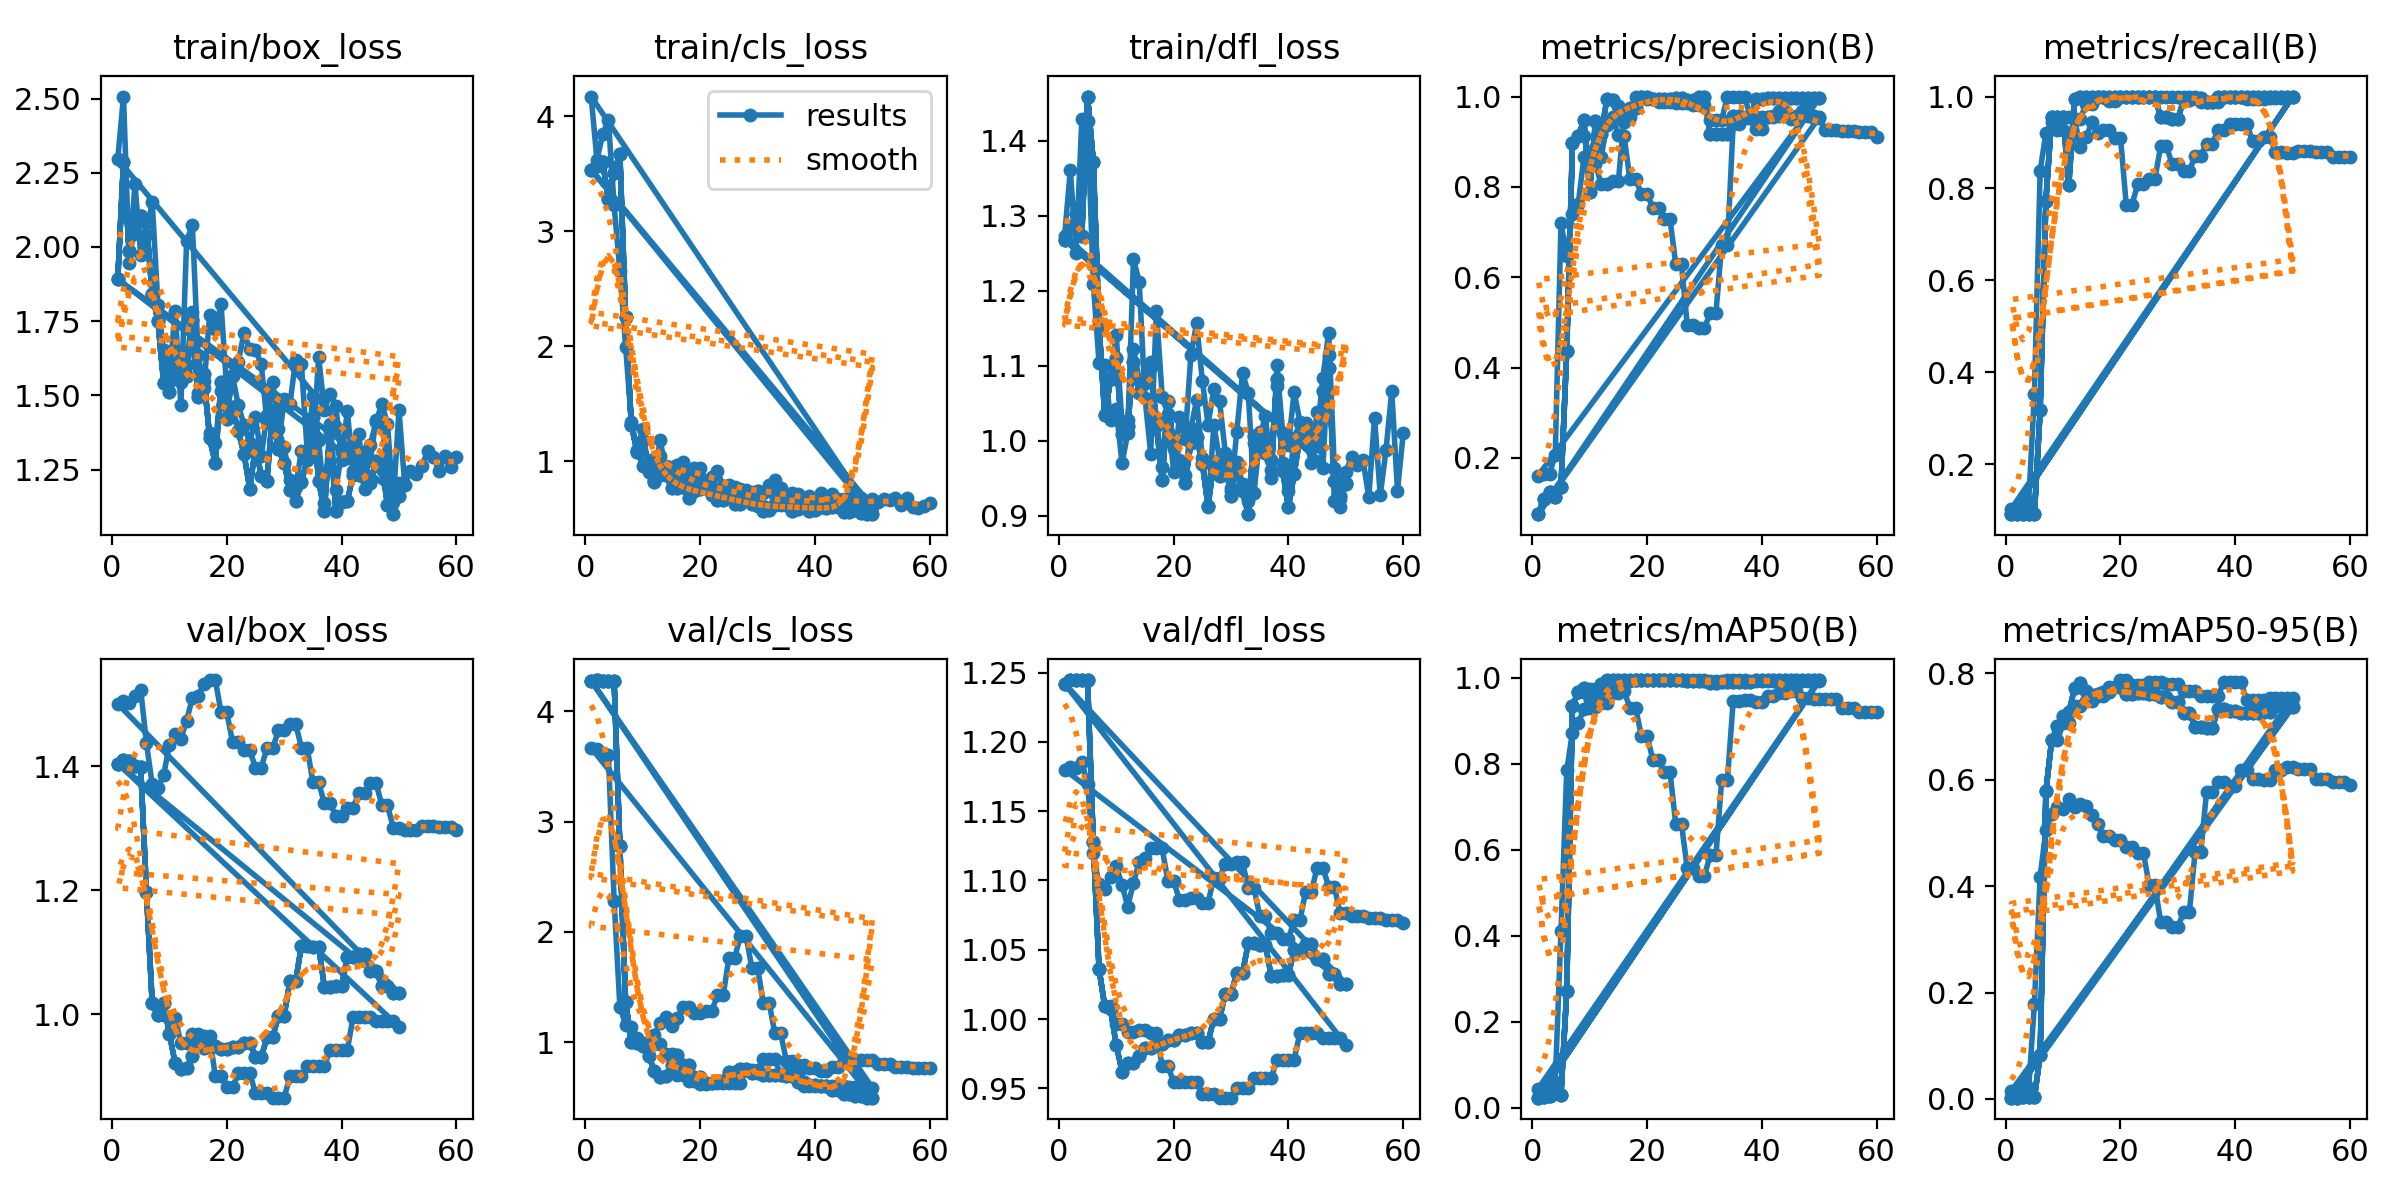 train/box_loss
train/cls_loss
train/dfl_loss
metrics/precision(B)
metrics/recall(B)
2.50
2.25
2.00
1.75
1.50
1.25
0 20 40 60
4
3
2
1
0 20 40 60
results
smooth
1.4
1.3
1.2
1.1
1.0
0.9
0 20 40 60
1.0
0.8
0.6
0.4
0.2
0 20 40 60
1.0
0.8
0.6
0.4
0.2
0 20 40 60
val/box_loss
val/cls_loss
val/dfl_loss
metrics/mAP50(B)
metrics/mAP50-95(B)
1.4
1.2
1.0
0 20 40 60
4
3
2
1
0 20 40 60
1.25
1.20
1.15
1.10
1.05
1.00
0.95
0 20 40 60
1.0
0.8
0.6
0.4
0.2
0.0
0 20 40 60
0.8
0.6
0.4
0.2
0.0
0 20 40 60